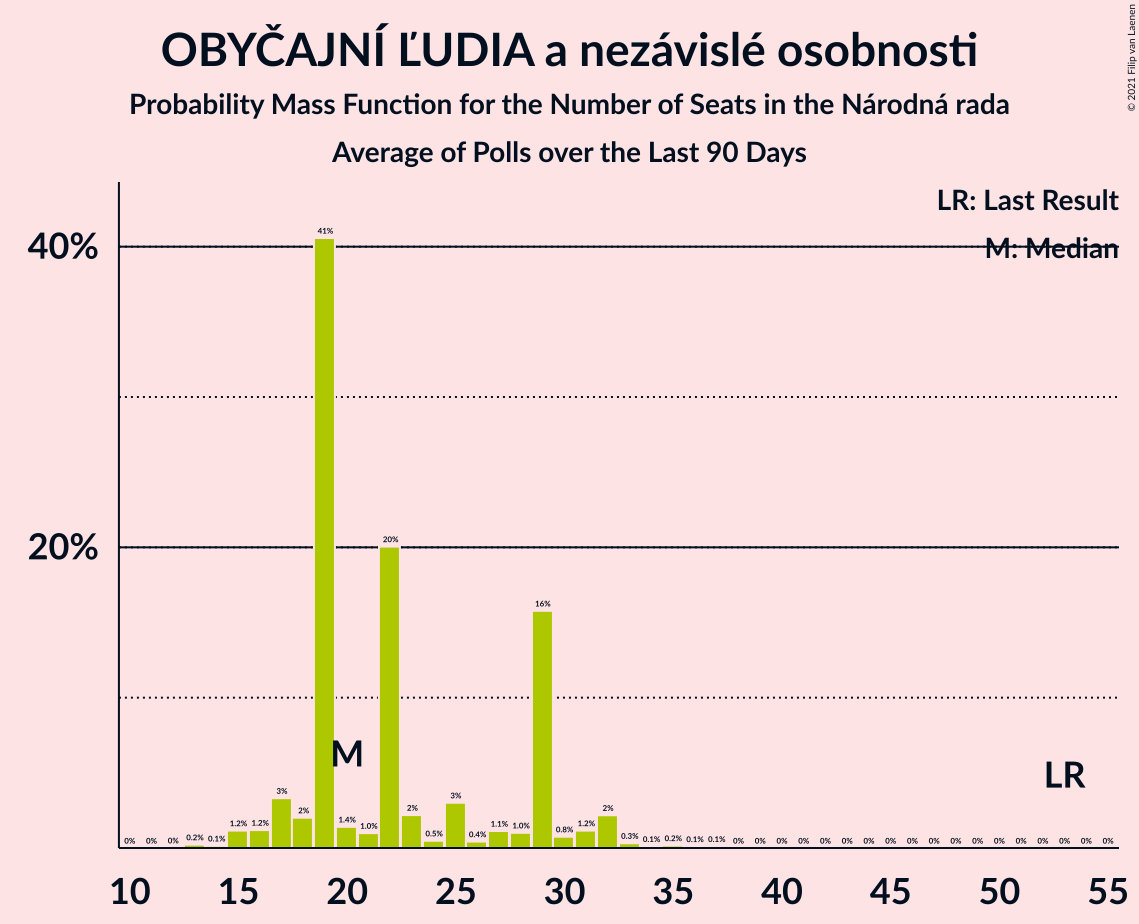 OBYČAJNÍ ĽUDIA a nezávislé osobnosti
Probability Mass Function for the Number of Seats in the Národná rada
Average of Polls over the Last 90 Days
© 2021 Filip van Laenen
LR: Last Result
M: Median
40%
20%
0% 0% 0% 0.2% 0.1% 1.2% 1.2% 3% 2% 41% 1.4% 1.0% 20% 2% 0.5% 3% 0.4% 1.1% 1.0% 16% 0.8% 1.2% 2% 0.3% 0.1% 0.2% 0.1% 0.1% 0% 0% 0% 0% 0% 0% 0% 0% 0% 0% 0% 0% 0% 0% 0% 0% 0% 0%
M
LR
10 15 20 25 30 35 40 45 50 55